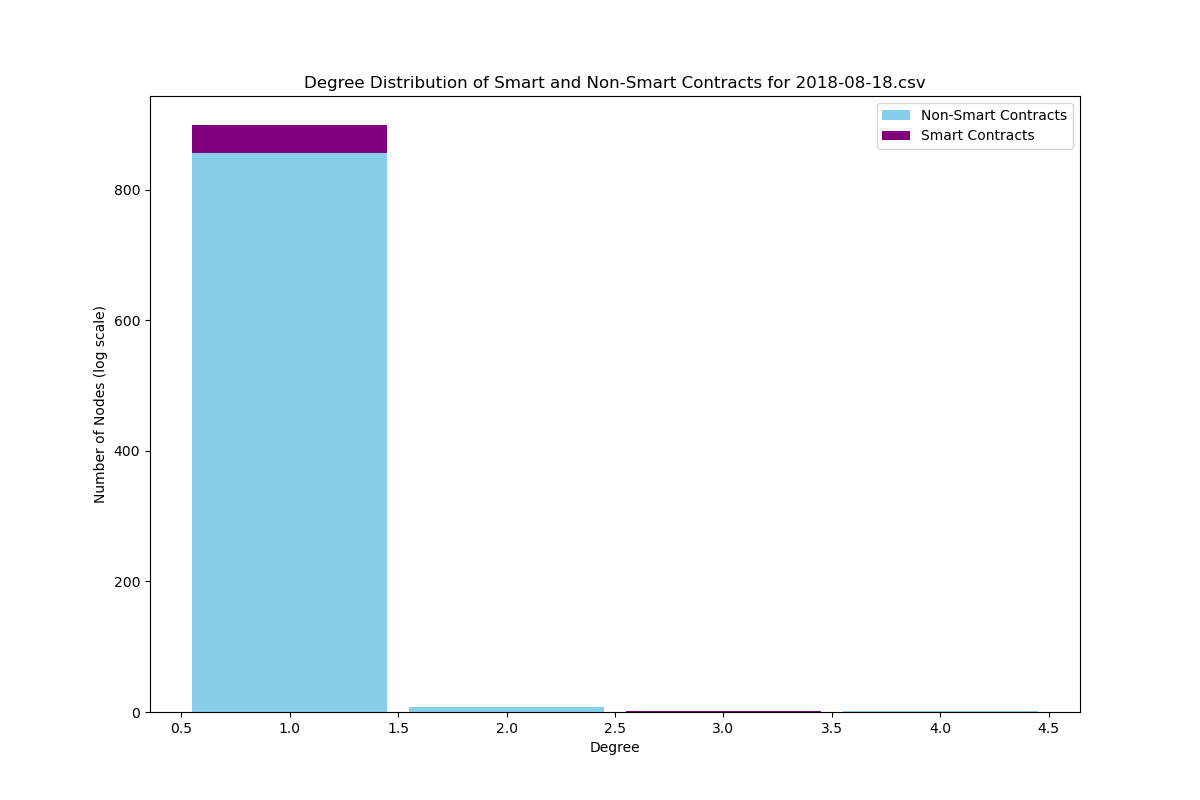 Degree Distribution of Smart and Non-Smart Contracts for 2018-08-18.csv
Non-Smart Contracts
Smart Contracts
800
600
400
200
0
Number of Nodes (log scale)
0.5 1.0 1.5 2.0 2.5 3.0 3.5 4.0 4.5
Degree